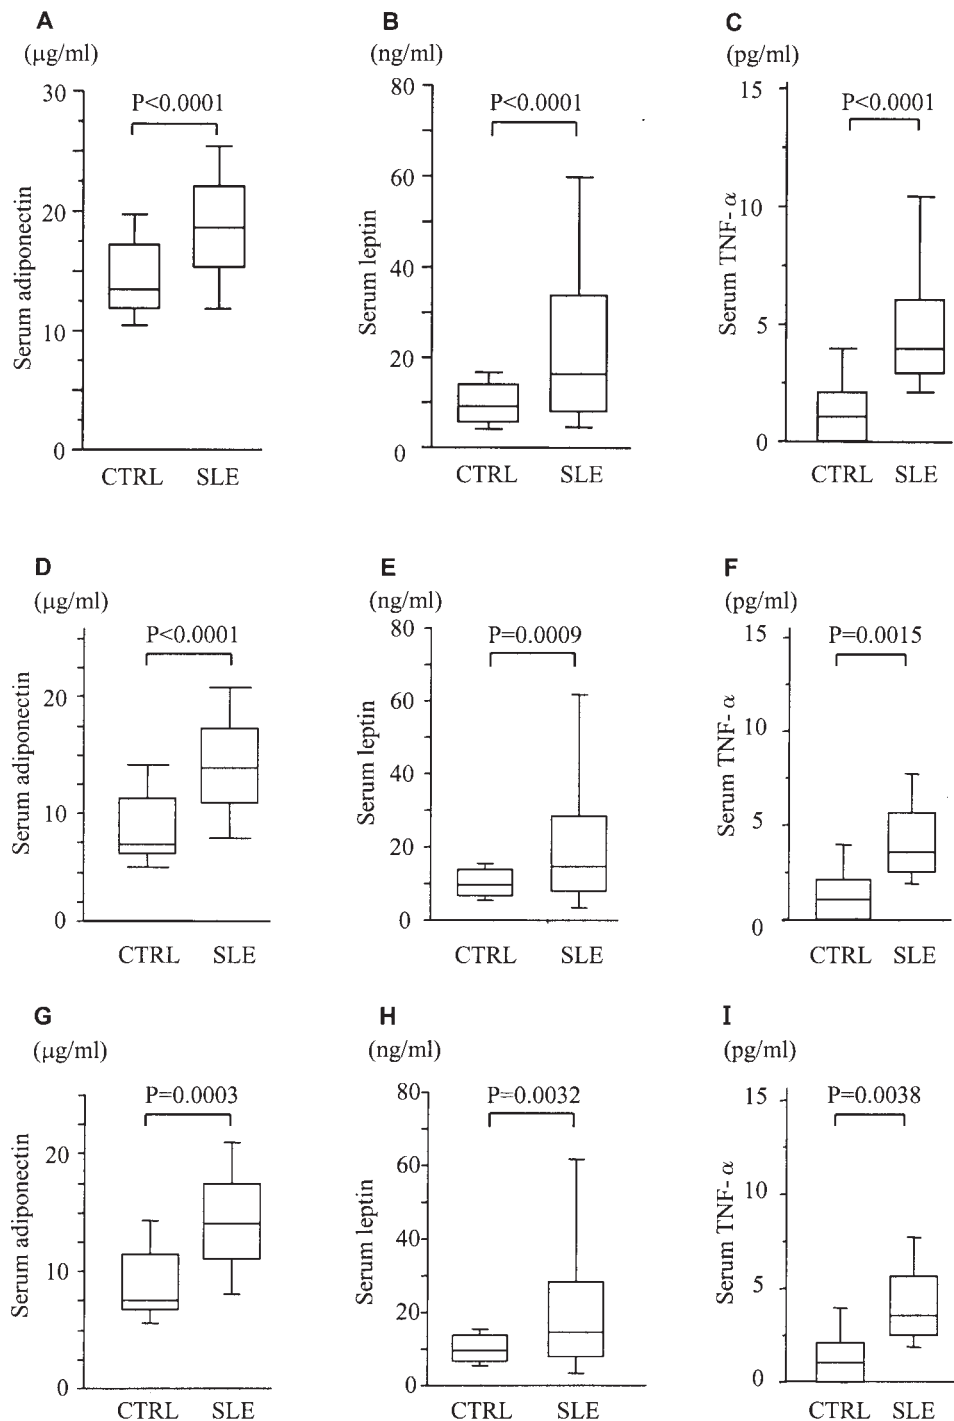 A
(μg/ml)
Serum adiponectin
30
20
10
0
P<0.0001
CTRL SLE
B
(ng/ml)
Serum leptin
80
60
40
20
0
P<0.0001
CTRL SLE
C
(pg/ml)
Serum TNF-α
15
10
5
0
P<0.0001
CTRL SLE
D
(μg/ml)
Serum adiponectin
20
10
0
P<0.0001
CTRL SLE
E
(ng/ml)
Serum leptin
80
60
40
20
0
P=0.0009
CTRL SLE
F
(pg/ml)
Serum TNF-α
15
10
5
0
P=0.0015
CTRL SLE
G
(μg/ml)
Serum adiponectin
20
10
0
P=0.0003
CTRL SLE
H
(ng/ml)
Serum leptin
80
60
40
20
0
P=0.0032
CTRL SLE
I
(pg/ml)
Serum TNF-α
15
10
5
0
P=0.0038
CTRL SLE